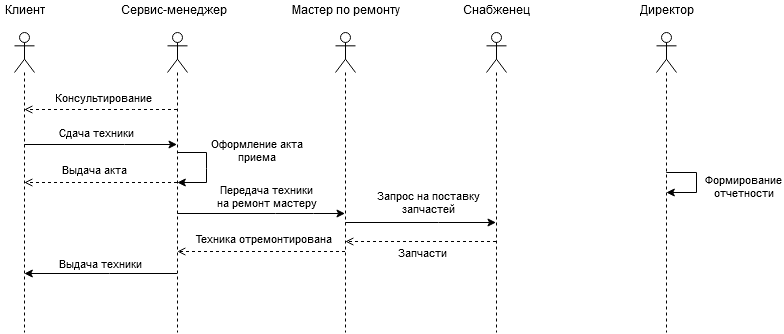 Клиент
Сервис-менеджер
Мастер по ремонту
Снабженец
Директор
Консультирование
Сдача техники
Оформление акта
приема
Выдача акта
Формирование
отчетности
Передача техники
на ремонт мастеру
Запрос на поставку
запчастей
Техника отремонтирована
Запчасти
Выдача техники